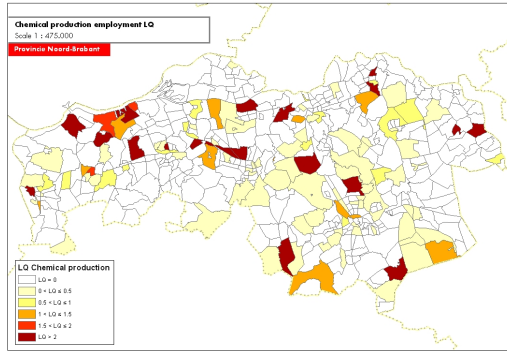 Chemical production employment LQ
Scale 1 : 475.000
Provincie Noord-Brabant
LQ Chemical production
LQ = 0
0 < LQ ≤ 0.5
0.5 < LQ ≤ 1
1 < LQ ≤ 1.5
1.5 < LQ ≤ 2
LQ > 2